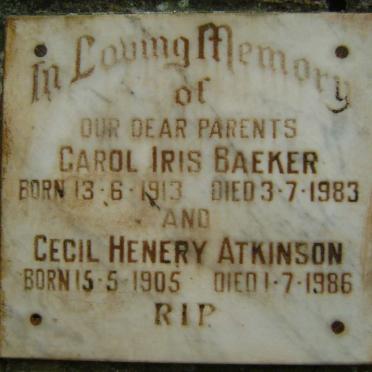 In Loving Memory
of
OUR DEAR PARENTS
CAROL IRIS BAEKER
BORN 13-6-1913 DIED 3-7-1983
AND
CECIL HENERY ATKINSON
BORN 15-5-1905 DIED 1-7-1986
RIP